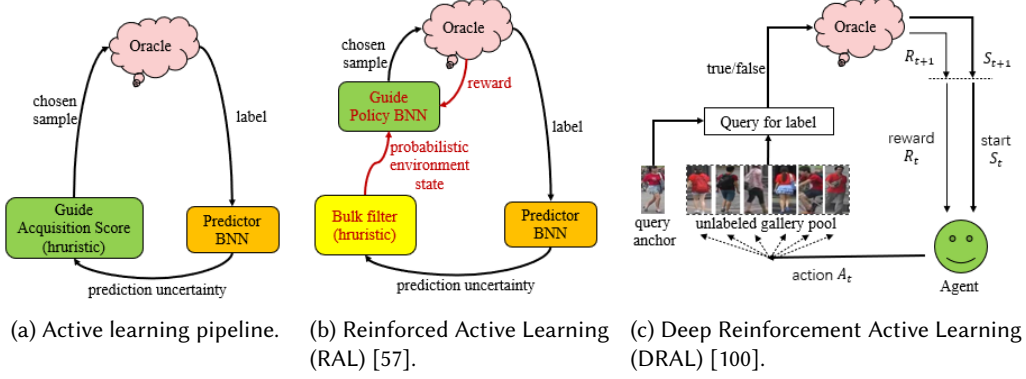 Oracle
chosen
sample
label
Guide
Acquisition Score
(hruristic)
Predictor
BNN
prediction uncertainty
(a) Active learning pipeline.
Oracle
chosen
sample
reward
Guide
Policy BNN
label
probabilistic
environment
state
Bulk filter
(hruristic)
Predictor
BNN
prediction uncertainty
(b) Reinforced Active Learning
(RAL) [57].
Oracle
true/false
R_{t+1}
S_{t+1}
Query for label
reward
R_t
start
S_t
query
anchor
unlabeled gallery pool
action A_t
Agent
(c) Deep Reinforcement Active Learning
(DRAL) [100].